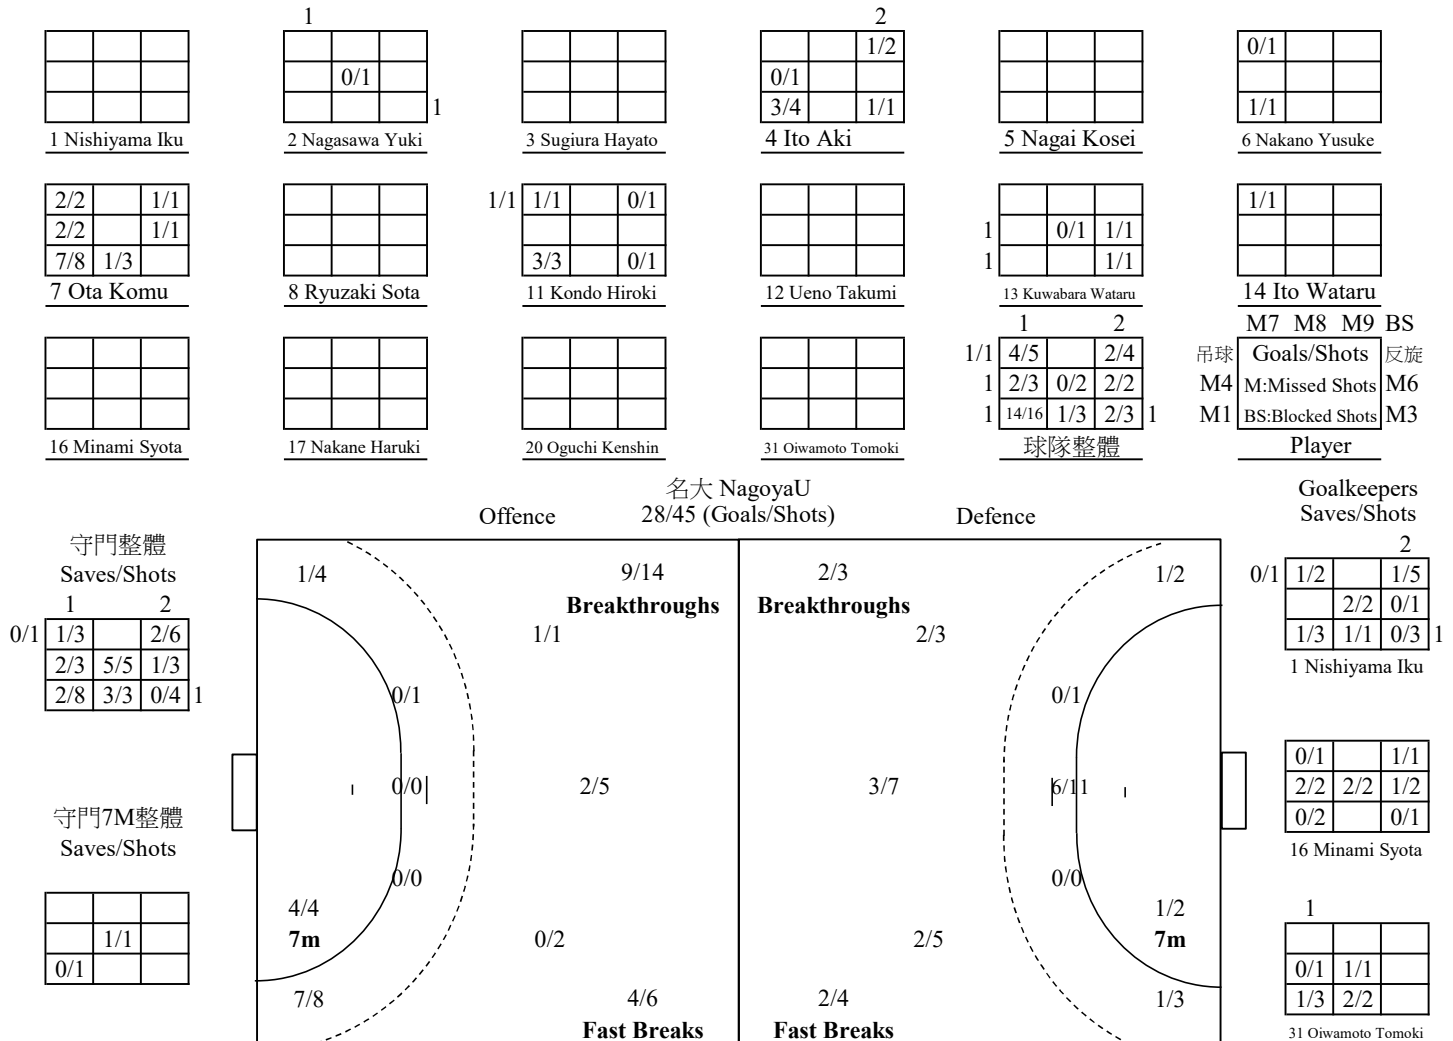 1 2
1/2 0/1
0/1 0/1
1 3/4 1/1 1/1
1 Nishiyama Iku 2 Nagasawa Yuki 3 Sugiura Hayato 4 Ito Aki 5 Nagai Kosei 6 Nakano Yusuke
2/2 1/1 1/1 1/1 0/1 1/1
2/2 1/1 1 0/1 1/1
7/8 1/3 3/3 0/1 1 1/1
7 Ota Komu 8 Ryuzaki Sota 11 Kondo Hiroki 12 Ueno Takumi 13 Kuwabara Wataru 14 Ito Wataru
1 2 M7 M8 M9 BS
1/1 4/5 2/4 吊球 Goals/Shots 反旋
1 2/3 0/2 2/2 M4 M:Missed Shots M6
1 14/16 1/3 2/3 1 M1 BS:Blocked Shots M3
16 Minami Syota 17 Nakane Haruki 20 Oguchi Kenshin 31 Oiwamoto Tomoki 球隊整體 Player
名大 NagoyaU
Offence 28/45 (Goals/Shots) Defence
守門整體
Saves/Shots
1 2
0/1 1/3 2/6
2/3 5/5 1/3
2/8 3/3 0/4 1
守門7M整體
Saves/Shots
1/1
0/1
1/4 9/14
Breakthroughs
1/1
0/1
0/0 2/5
0/0
4/4
7m
0/2
7/8 4/6
Fast Breaks
2/3 1/2
Breakthroughs
2/3
0/1
3/7 6/11
0/0
1/2
7m
2/5
2/4 1/3
Fast Breaks
Goalkeepers
Saves/Shots
2
0/1 1/2 1/5
2/2 0/1
1/3 1/1 0/3 1
1 Nishiyama Iku
0/1 1/1
2/2 2/2 1/2
0/2 0/1
16 Minami Syota
1
0/1 1/1
1/3 2/2
31 Oiwamoto Tomoki